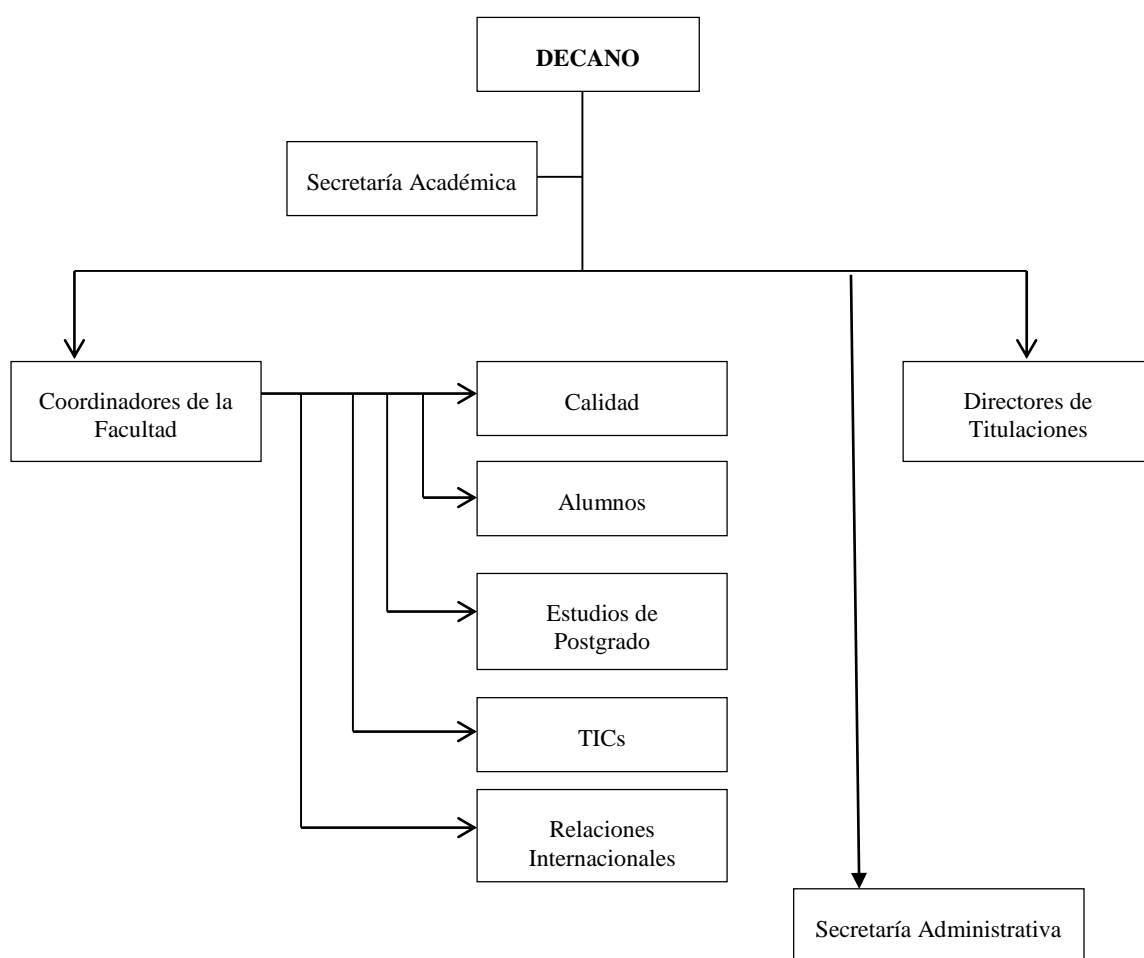 DECANO
Secretaría Académica
Coordinadores de la
Facultad
Calidad
Directores de
Titulaciones
Alumnos
Estudios de
Postgrado
TICs
Relaciones
Internacionales
Secretaría Administrativa